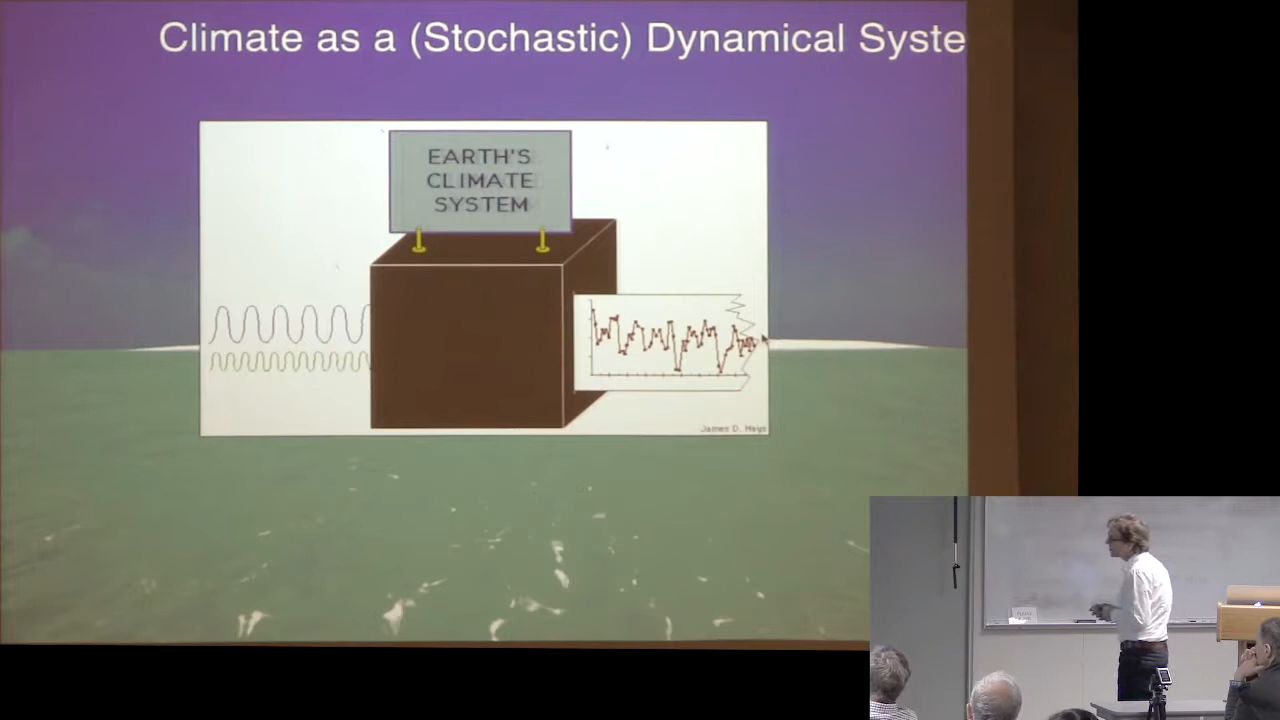 Climate as a (Stochastic) Dynamical Syste
EARTH'S
CLIMATE
SYSTEM
James D. Hays